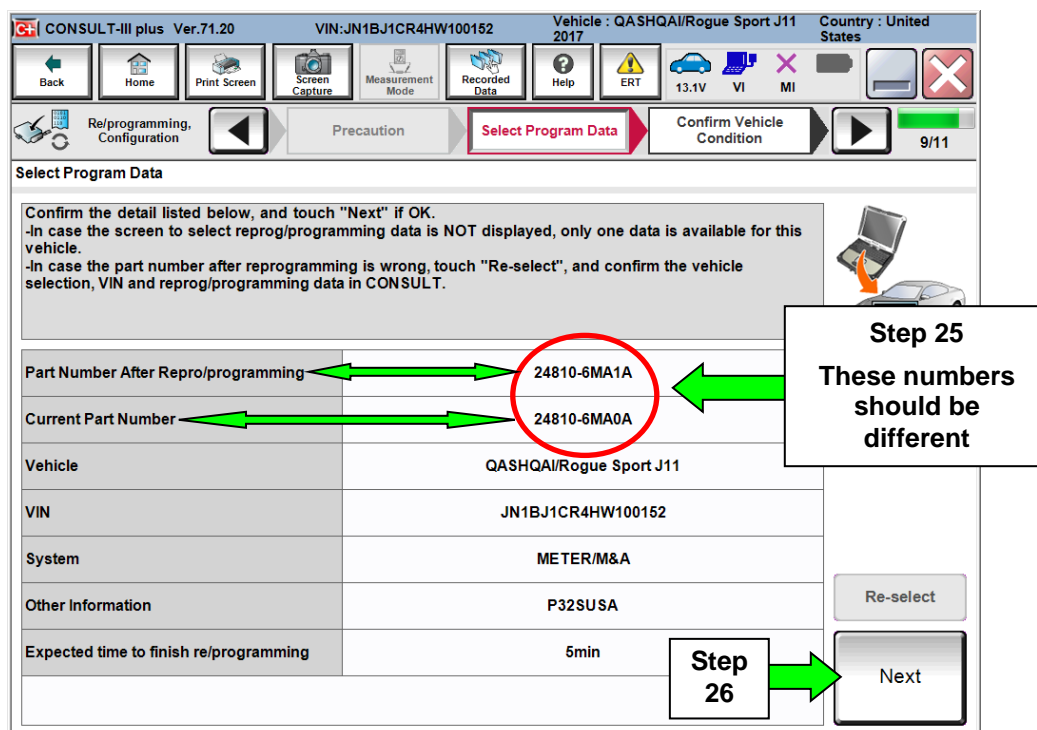 CONSULT-III plus Ver.71.20 VIN:JN1BJ1CR4HW100152 Vehicle : QASHQAI/Rogue Sport J11 2017 Country : United States
Back Home Print Screen Screen Capture Measurement Mode Recorded Data Help ERT 13.1V VI MI
Re/programming, Configuration Precaution Select Program Data Confirm Vehicle Condition 9/11
Select Program Data
Confirm the detail listed below, and touch "Next" if OK.
-In case the screen to select reprog/programming data is NOT displayed, only one data is available for this
vehicle.
-In case the part number after reprogramming is wrong, touch "Re-select", and confirm the vehicle
selection, VIN and reprog/programming data in CONSULT.
Step 25
These numbers
should be
different
Part Number After Repro/programming 24810-6MA1A
Current Part Number 24810-6MA0A
Vehicle QASHQAI/Rogue Sport J11
VIN JN1BJ1CR4HW100152
System METER/M&A
Other Information P32SUSA
Re-select
Expected time to finish re/programming 5min
Step
26
Next